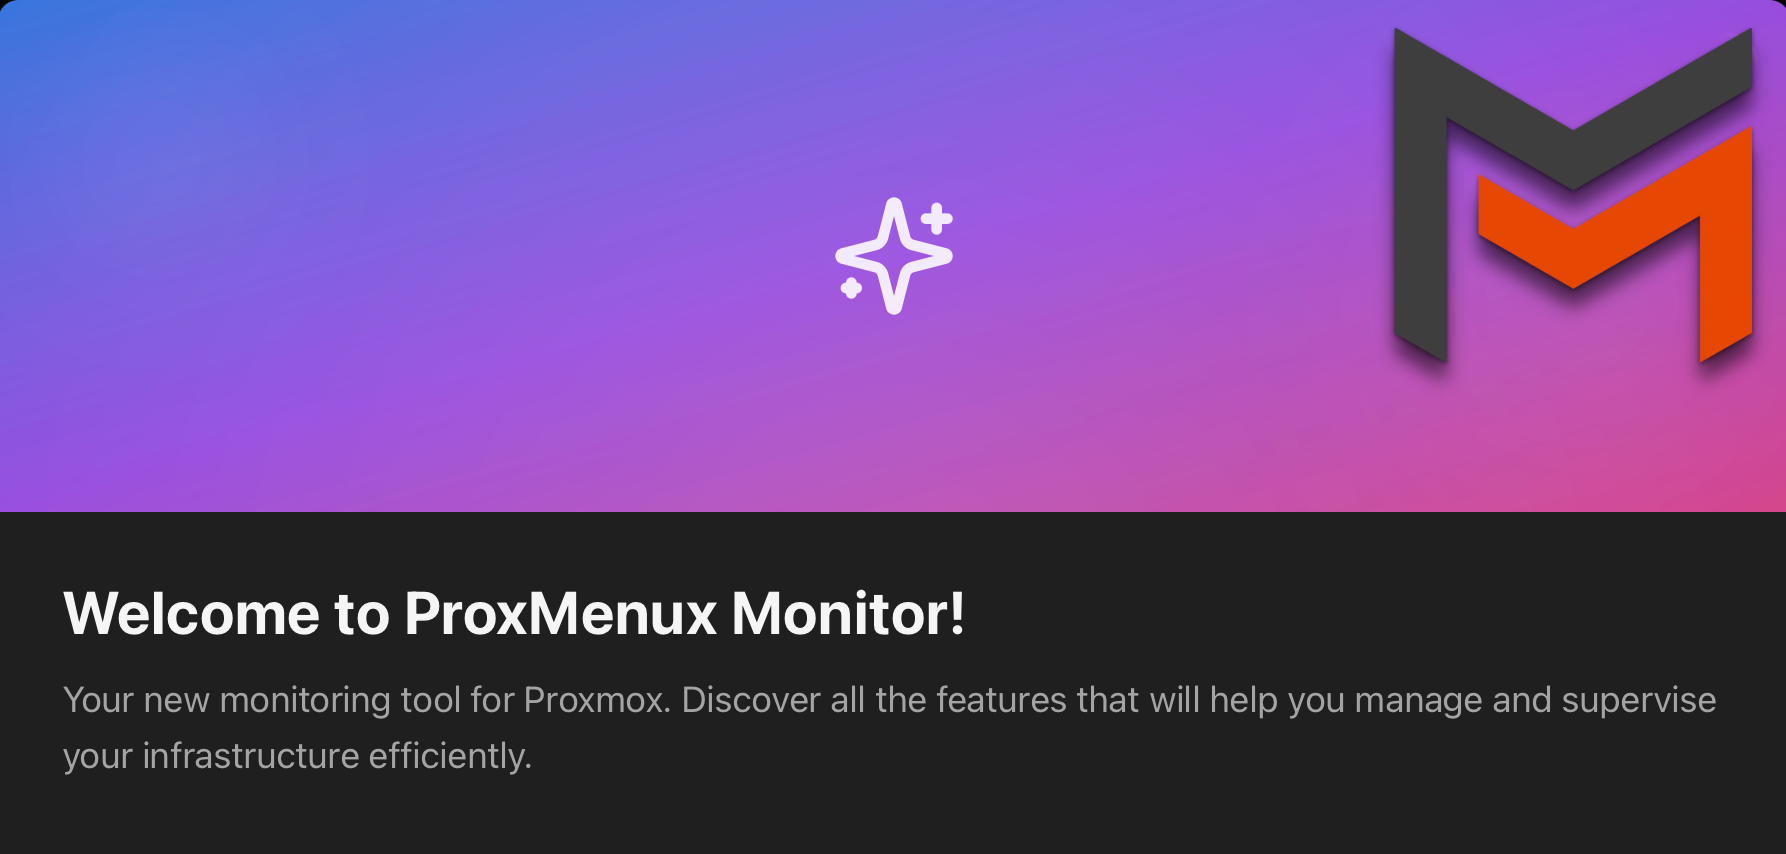 Welcome to ProxMenux Monitor!
Your new monitoring tool for Proxmox. Discover all the features that will help you manage and supervise
your infrastructure efficiently.